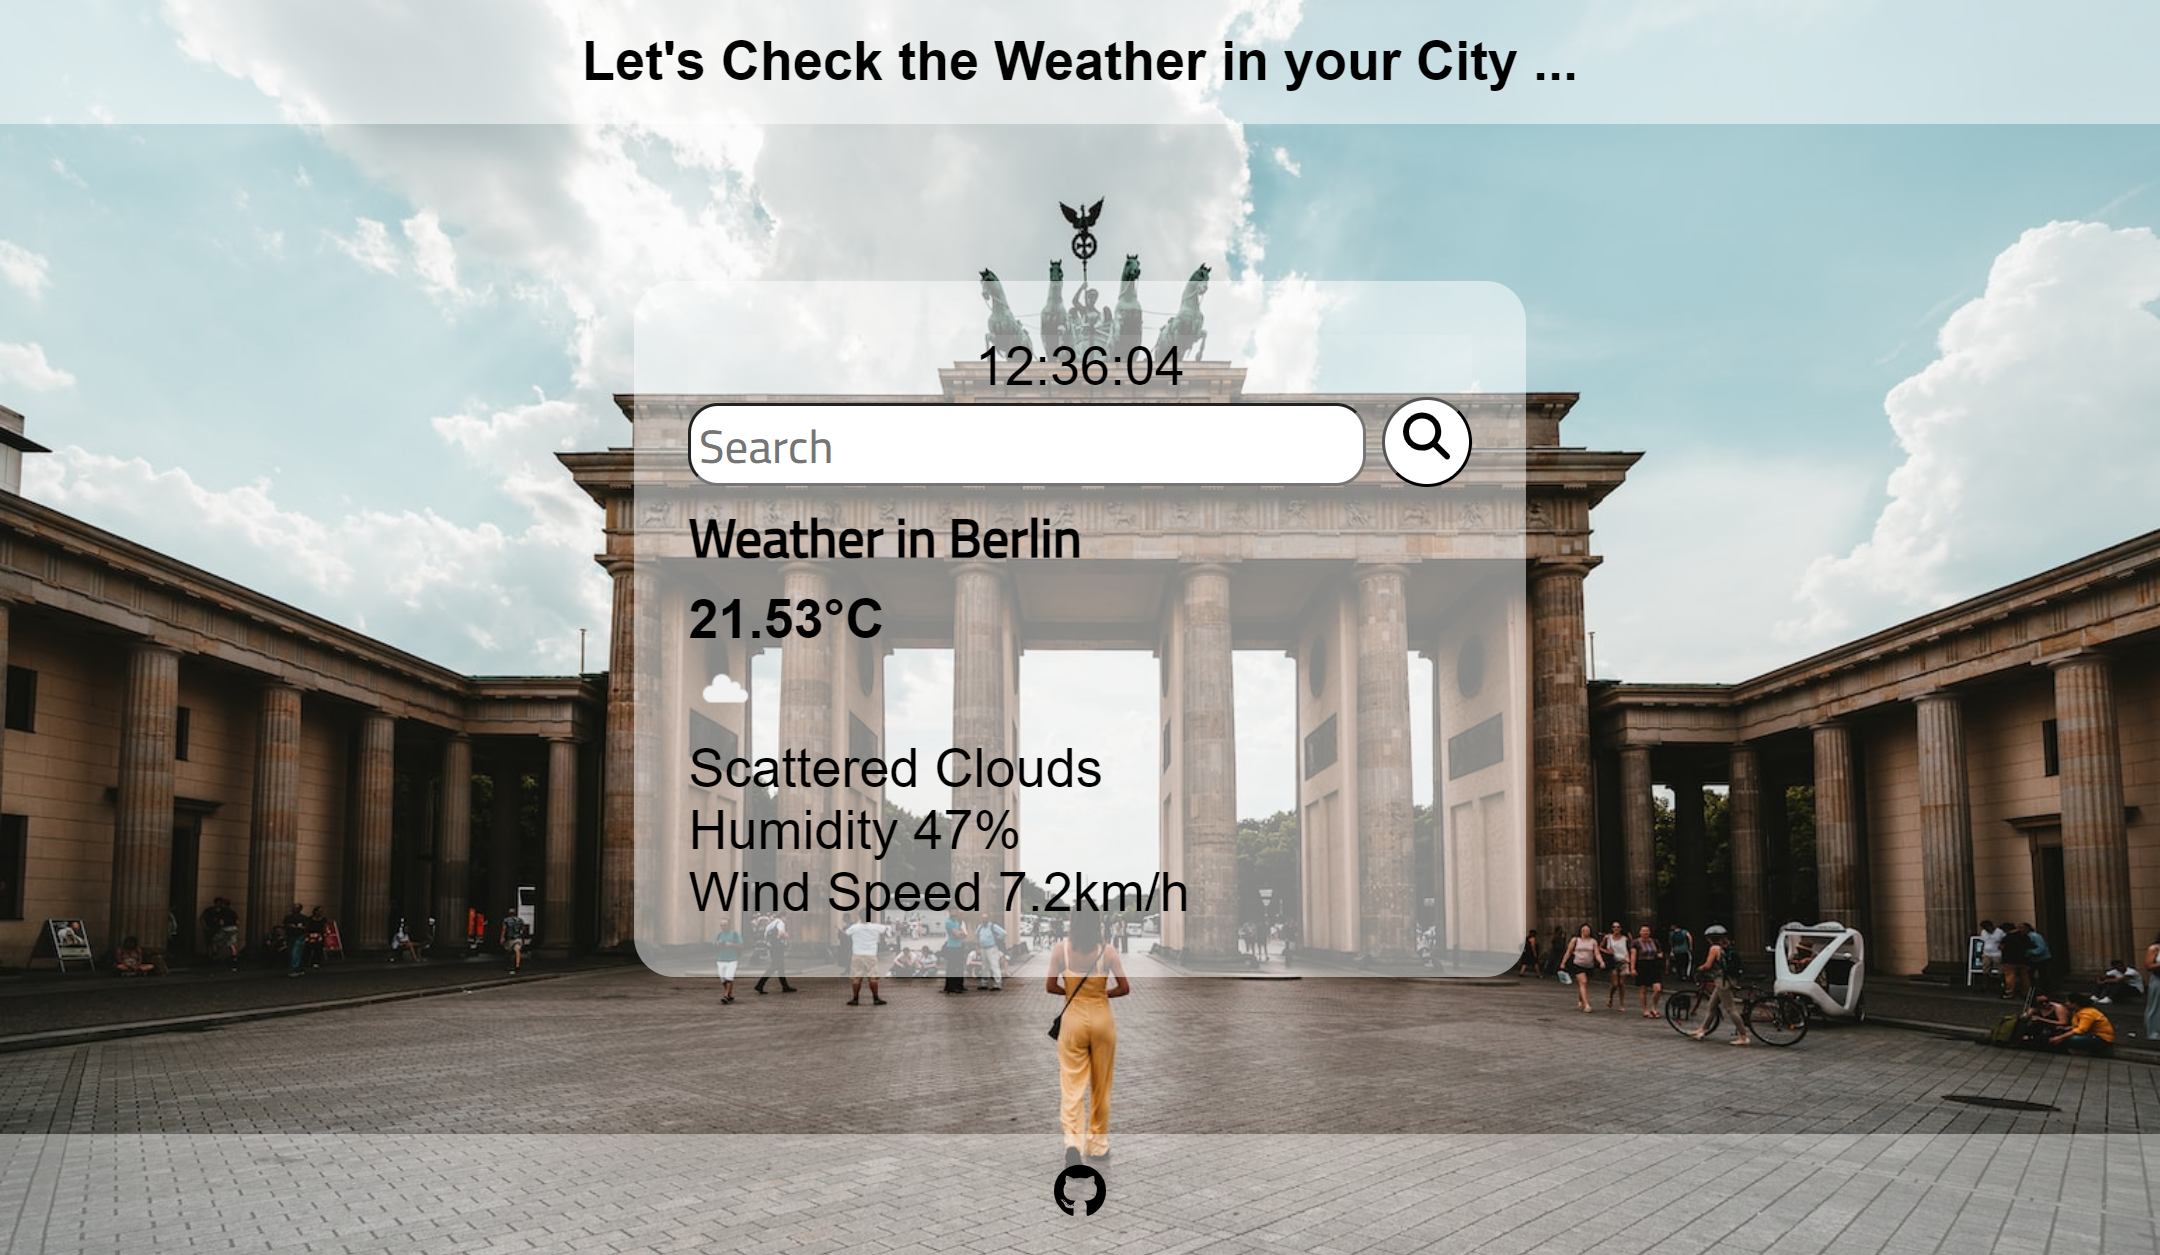 Let's Check the Weather in your City ...
12:36:04
Search
Weather in Berlin
21.53°C
Scattered Clouds
Humidity 47%
Wind Speed 7.2km/h